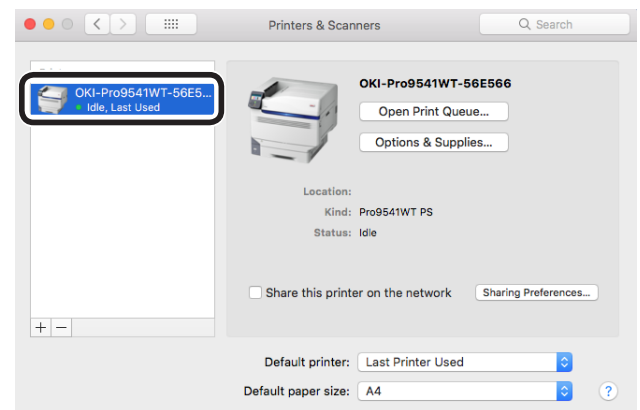 Printers & Scanners
Search
OKI-Pro9541WT-56E5...
Idle, Last Used
OKI-Pro9541WT-56E566
Open Print Queue...
Options & Supplies...
Location:
Kind: Pro9541WT PS
Status: Idle
Share this printer on the network
Sharing Preferences...
+ −
Default printer: Last Printer Used
Default paper size: A4
?